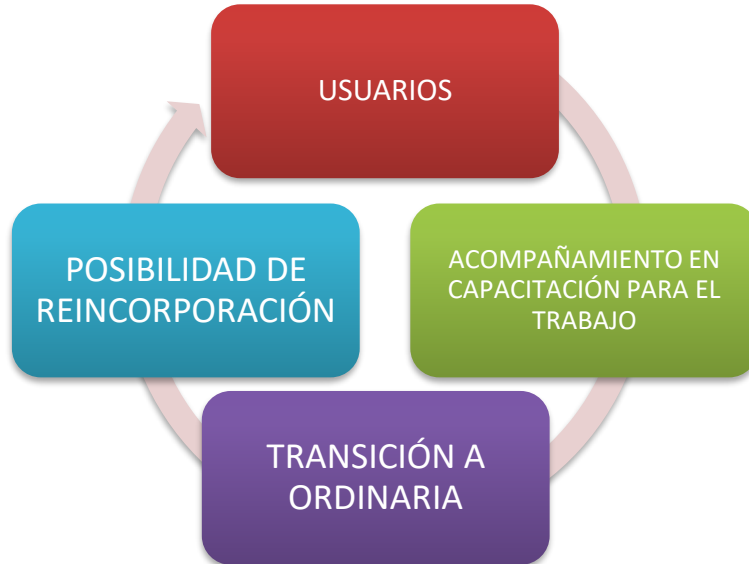 USUARIOS
ACOMPAÑAMIENTO EN
CAPACITACIÓN PARA EL
TRABAJO
TRANSICIÓN A
ORDINARIA
POSIBILIDAD DE
REINCORPORACIÓN